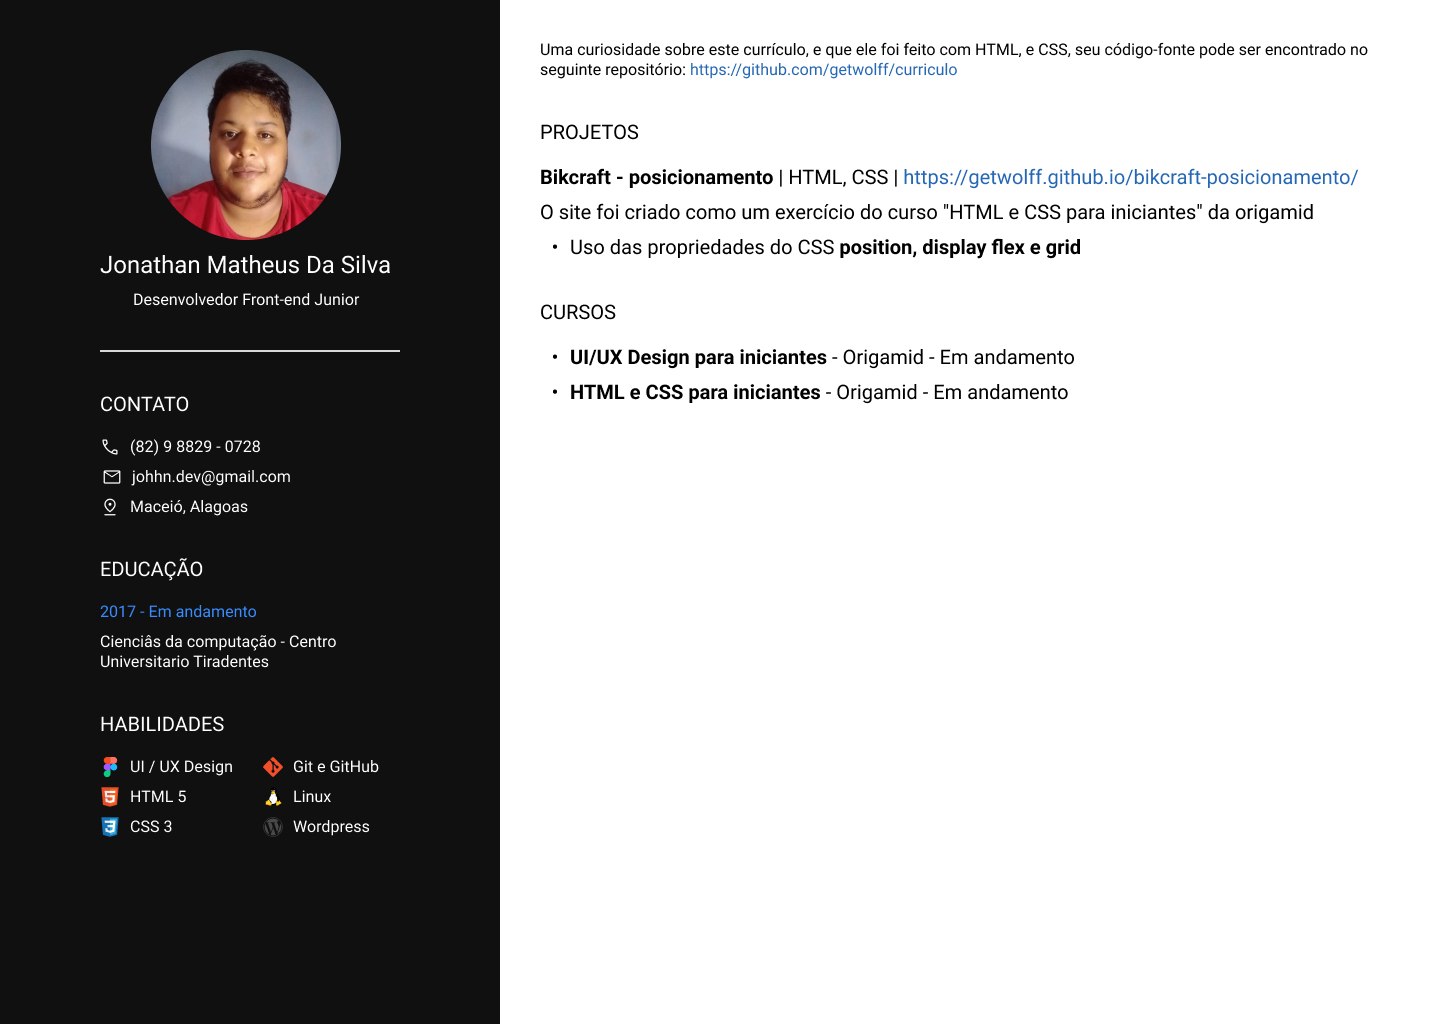 Jonathan Matheus Da Silva
Desenvolvedor Front-end Junior
CONTATO
(82) 9 8829 - 0728
johhn.dev@gmail.com
Maceió, Alagoas
EDUCAÇÃO
2017 - Em andamento
Cienciâs da computação - Centro
Universitario Tiradentes
HABILIDADES
UI / UX Design
HTML 5
CSS 3
Git e GitHub
Linux
Wordpress
Uma curiosidade sobre este currículo, e que ele foi feito com HTML, e CSS, seu código-fonte pode ser encontrado no
seguinte repositório: https://github.com/getwolff/curriculo
PROJETOS
Bikcraft - posicionamento | HTML, CSS | https://getwolff.github.io/bikcraft-posicionamento/
O site foi criado como um exercício do curso "HTML e CSS para iniciantes" da origamid
• Uso das propriedades do CSS position, display flex e grid
CURSOS
• UI/UX Design para iniciantes - Origamid - Em andamento
• HTML e CSS para iniciantes - Origamid - Em andamento